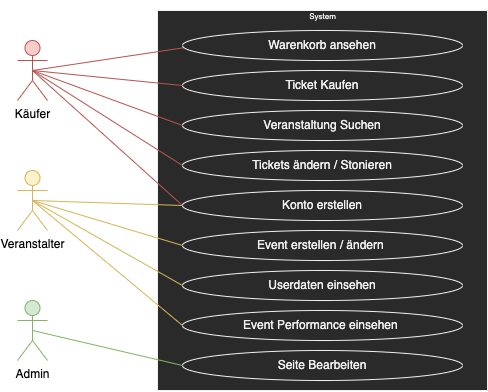 System
Warenkorb ansehen
Ticket Kaufen
Käufer
Veranstaltung Suchen
Tickets ändern / Stonieren
Konto erstellen
Veranstalter
Event erstellen / ändern
Userdaten einsehen
Event Performance einsehen
Seite Bearbeiten
Admin